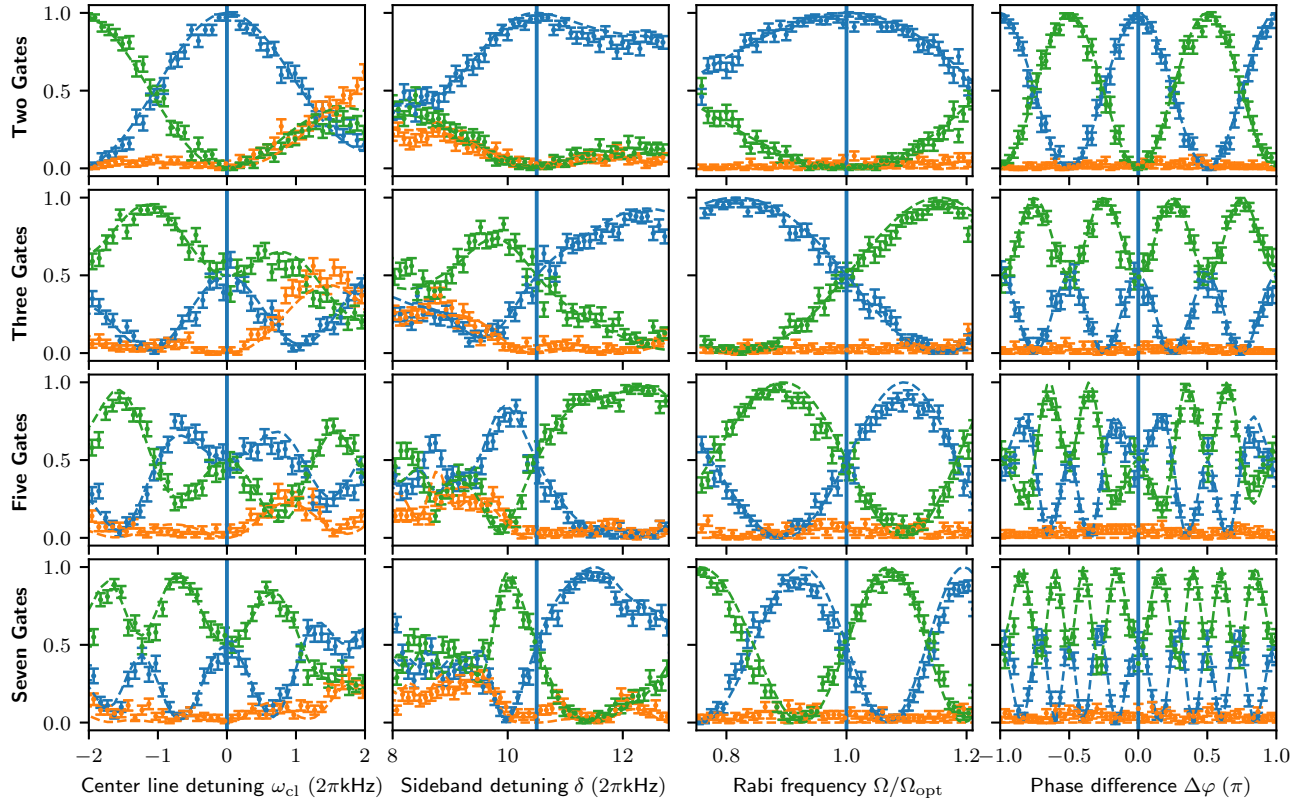 Two Gates
1.0
0.5
0.0
Three Gates
1.0
0.5
0.0
Five Gates
1.0
0.5
0.0
Seven Gates
1.0
0.5
0.0
−2 −1 0 1 2
8 10 12
0.8 1.0 1.2
−1.0 −0.5 0.0 0.5 1.0
Center line detuning ω_cl (2πkHz)
Sideband detuning δ (2πkHz)
Rabi frequency Ω/Ω_opt
Phase difference Δφ (π)